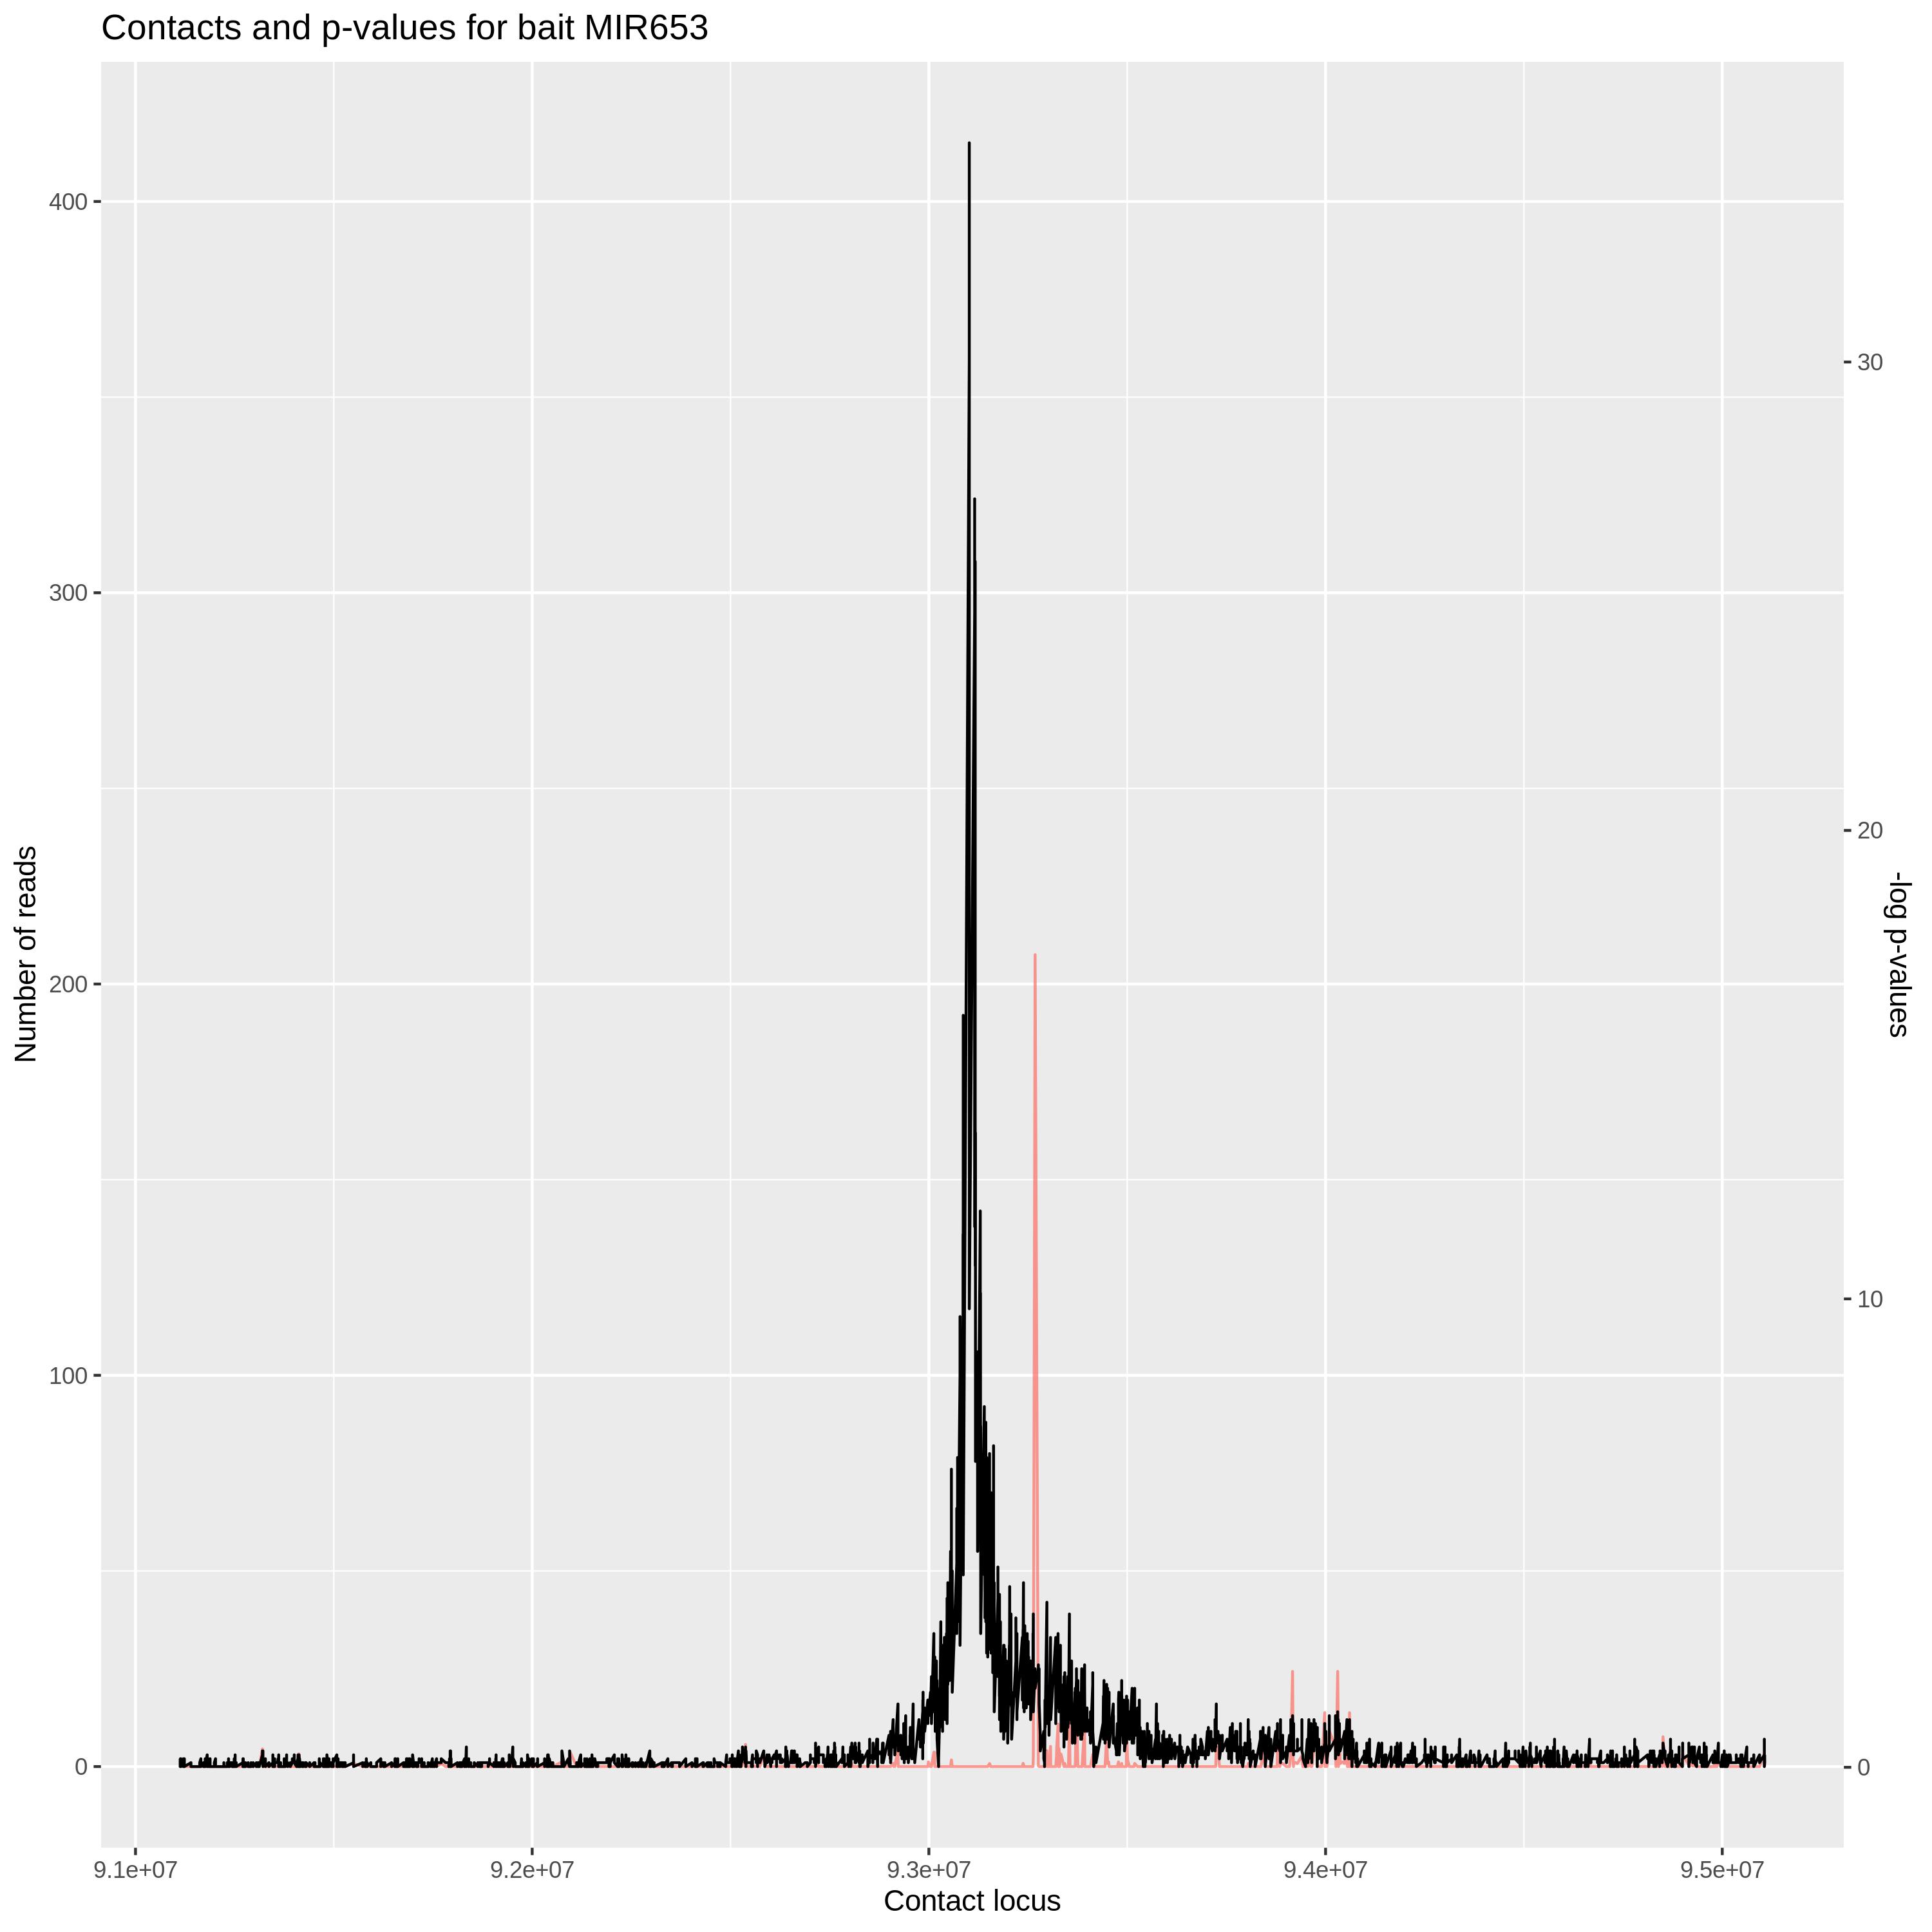 Contacts and p-values for bait MIR653
Number of reads
400
300
200
100
0
30
20
10
0
-log p-values
9.1e+07
9.2e+07
9.3e+07
9.4e+07
9.5e+07
Contact locus